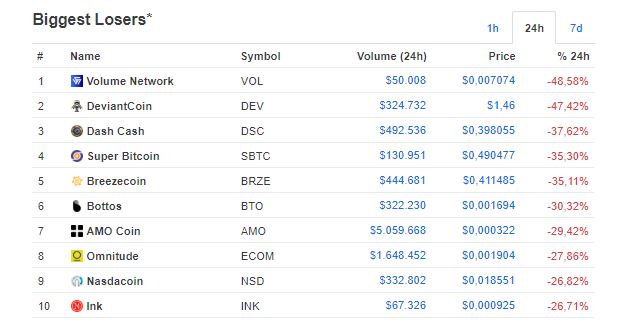 Biggest Losers*
1h 24h 7d
# Name Symbol Volume (24h) Price % 24h
1 Volume Network VOL $50.008 $0,007074 -48,58%
2 DeviantCoin DEV $324.732 $1,46 -47,42%
3 Dash Cash DSC $492.536 $0,398055 -37,62%
4 Super Bitcoin SBTC $130.951 $0,490477 -35,30%
5 Breezecoin BRZE $444.681 $0,411485 -35,11%
6 Bottos BTO $322.230 $0,001694 -30,32%
7 AMO Coin AMO $5.059.668 $0,000322 -29,42%
8 Omnitude ECOM $1.648.452 $0,001904 -27,86%
9 Nasdacoin NSD $332.802 $0,018551 -26,82%
10 Ink INK $67.326 $0,000925 -26,71%